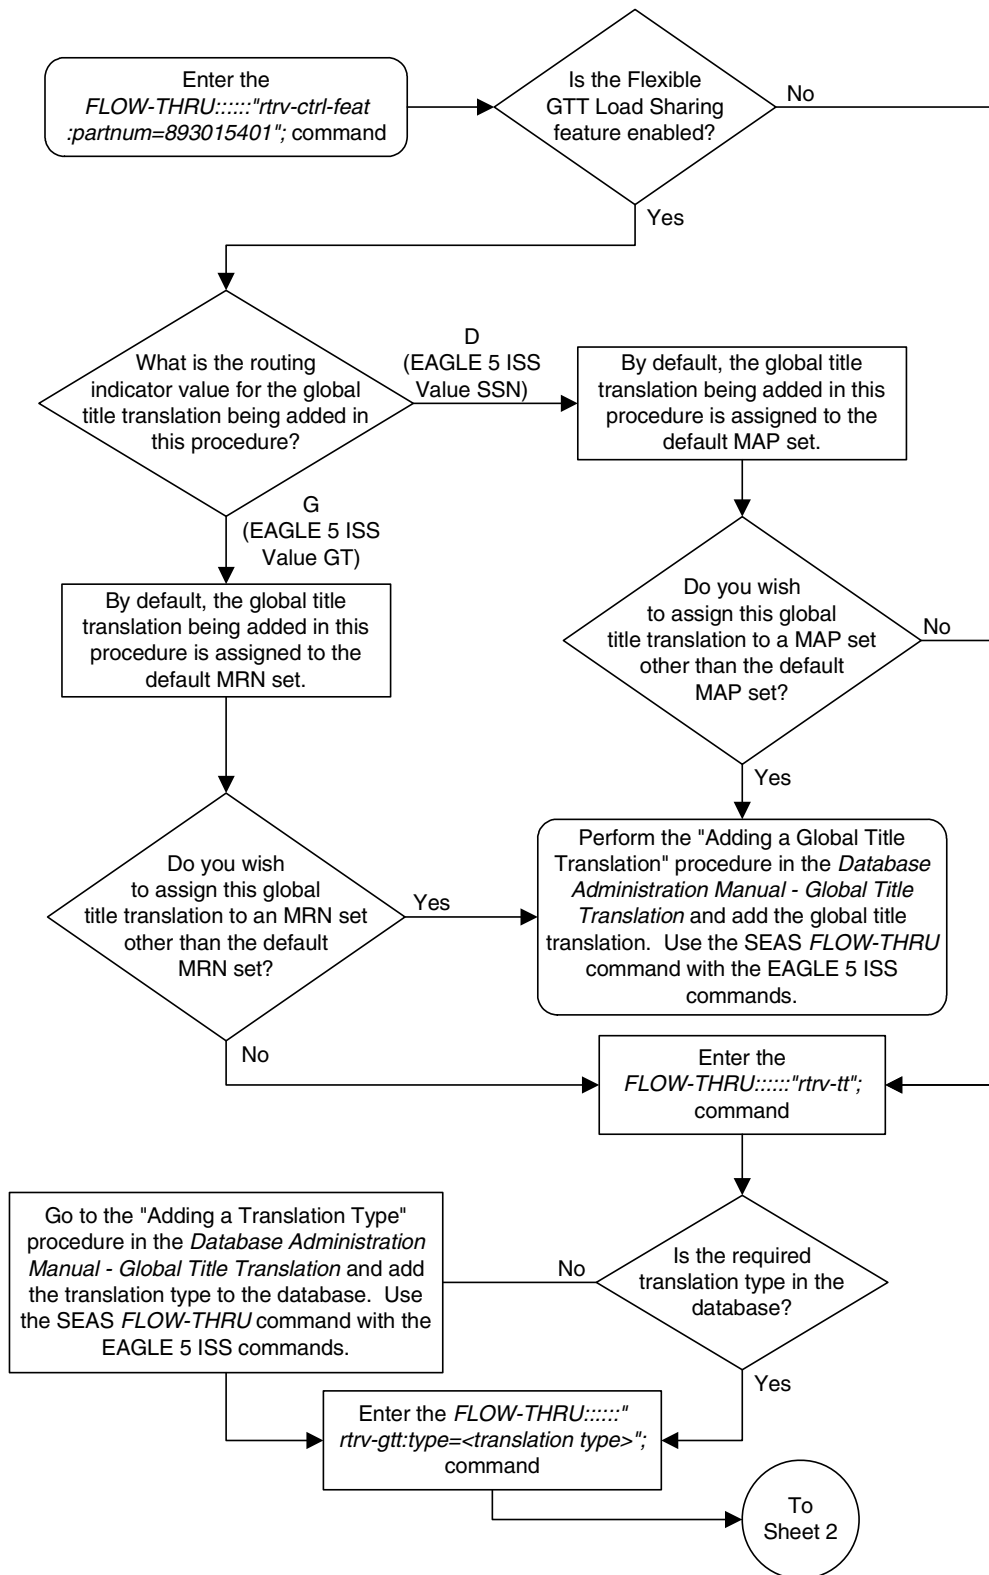 Enter the
FLOW-THRU::::::"rtrv-ctrl-feat
:partnum=893015401"; command
Is the Flexible
GTT Load Sharing
feature enabled?
No
Yes
What is the routing
indicator value for the global
title translation being added in
this procedure?
D
(EAGLE 5 ISS
Value SSN)
By default, the global title
translation being added in this
procedure is assigned to the
default MAP set.
G
(EAGLE 5 ISS
Value GT)
By default, the global title
translation being added in this
procedure is assigned to the
default MRN set.
Do you wish
to assign this global
title translation to a MAP set
other than the default
MAP set?
No
Yes
Do you wish
to assign this global
title translation to an MRN set
other than the default
MRN set?
Yes
Perform the "Adding a Global Title
Translation" procedure in the Database
Administration Manual - Global Title
Translation and add the global title
translation.  Use the SEAS FLOW-THRU
command with the EAGLE 5 ISS
commands.
No
Enter the
FLOW-THRU::::::"rtrv-tt";
command
Go to the "Adding a Translation Type"
procedure in the Database Administration
Manual - Global Title Translation and add
the translation type to the database.  Use
the SEAS FLOW-THRU command with the
EAGLE 5 ISS commands.
No
Is the required
translation type in the
database?
Yes
Enter the FLOW-THRU::::::"
rtrv-gtt:type=<translation type>";
command
To
Sheet 2